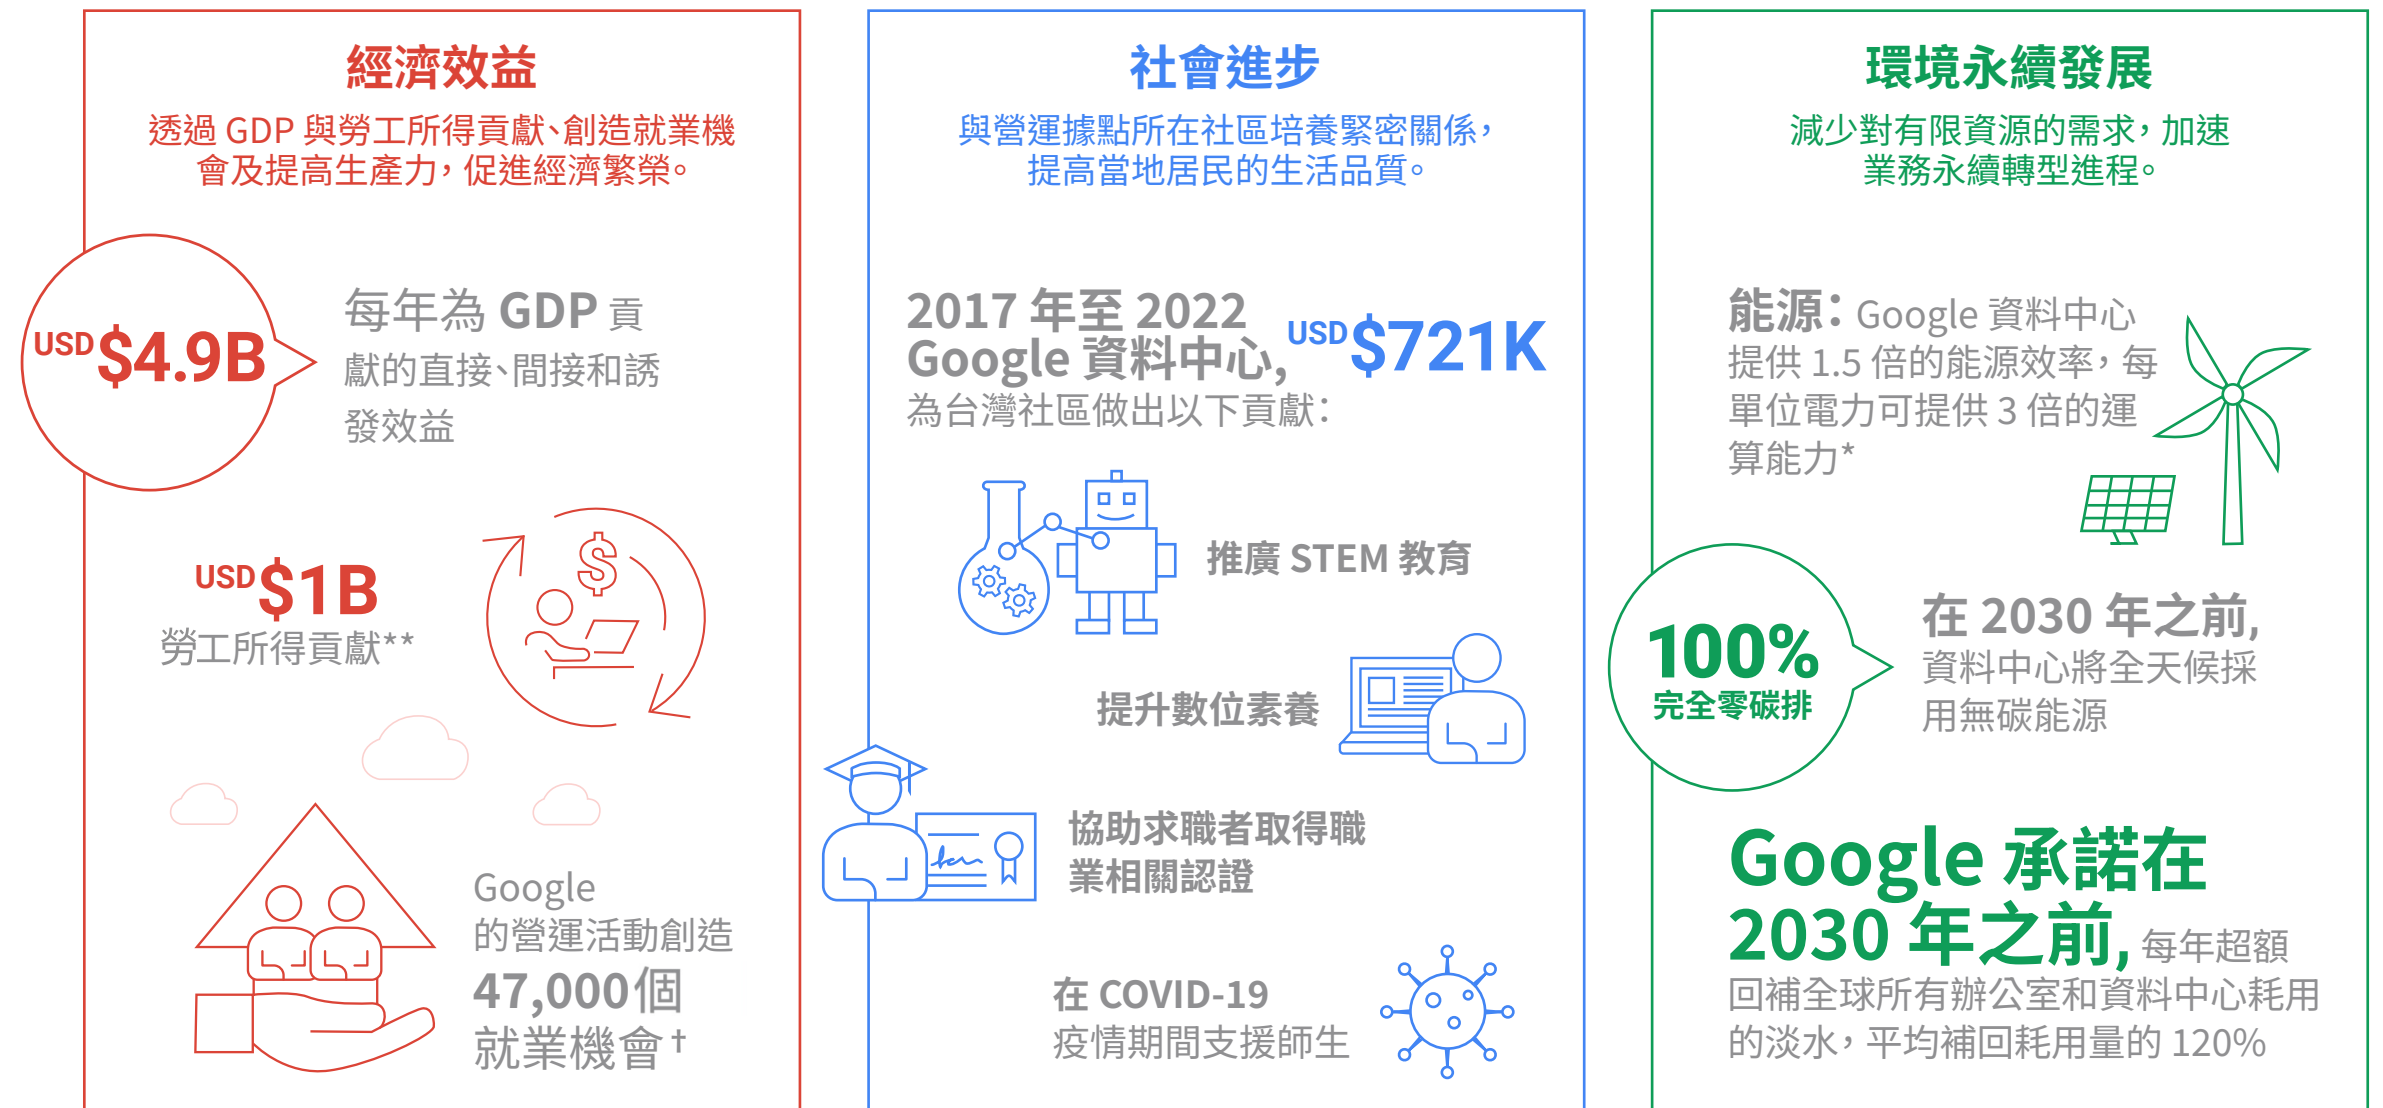 經濟效益
透過 GDP 與勞工所得貢獻、創造就業機
會及提高生產力，促進經濟繁榮。
USD$4.9B
每年為 GDP 貢
獻的直接、間接和誘
發效益
USD$1B
勞工所得貢獻**
Google
的營運活動創造
47,000個
就業機會†
社會進步
與營運據點所在社區培養緊密關係，
提高當地居民的生活品質。
2017 年至 2022
Google 資料中心,
USD$721K
為台灣社區做出以下貢獻：
推廣 STEM 教育
提升數位素養
協助求職者取得職
業相關認證
在 COVID-19
疫情期間支援師生
環境永續發展
減少對有限資源的需求，加速
業務永續轉型進程。
能源：Google 資料中心
提供 1.5 倍的能源效率，每
單位電力可提供 3 倍的運
算能力*
100%
完全零碳排
在 2030 年之前,
資料中心將全天候採
用無碳能源
Google 承諾在
2030 年之前, 每年超額
回補全球所有辦公室和資料中心耗用
的淡水，平均補回耗用量的 120%